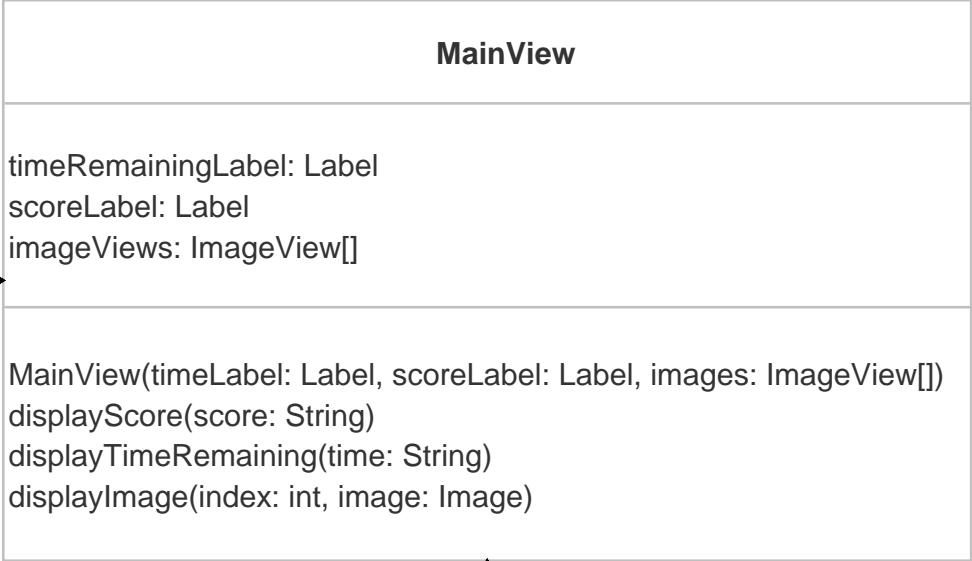 MainView
timeRemainingLabel: Label
scoreLabel: Label
imageViews: ImageView[]
MainView(timeLabel: Label, scoreLabel: Label, images: ImageView[])
displayScore(score: String)
displayTimeRemaining(time: String)
displayImage(index: int, image: Image)